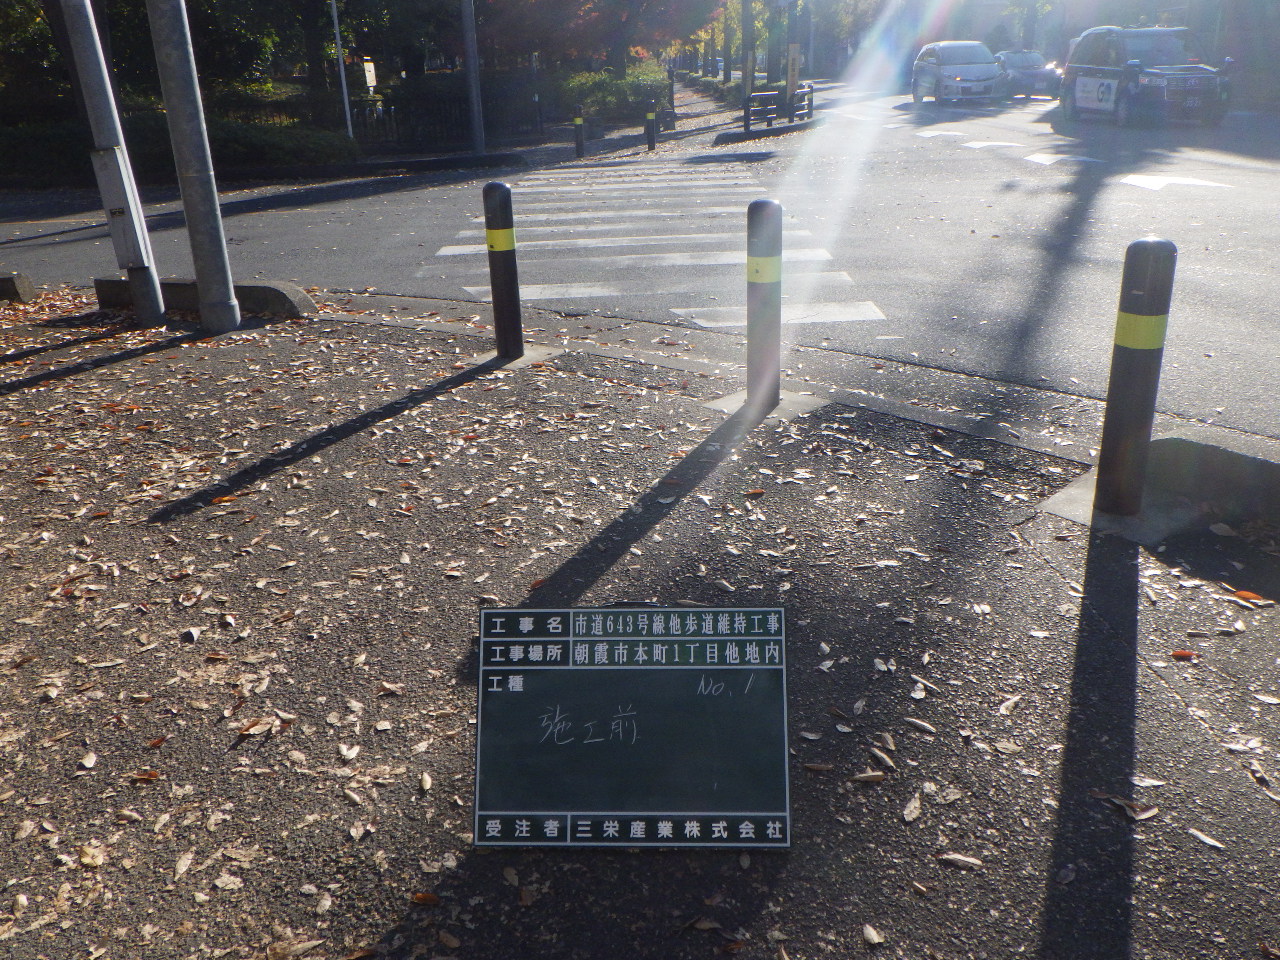 GO
工事名 市道643号線他歩道維持工事
工事場所 朝霞市本町1丁目他地内
工種 No.1
施工前
受注者 三栄産業株式会社